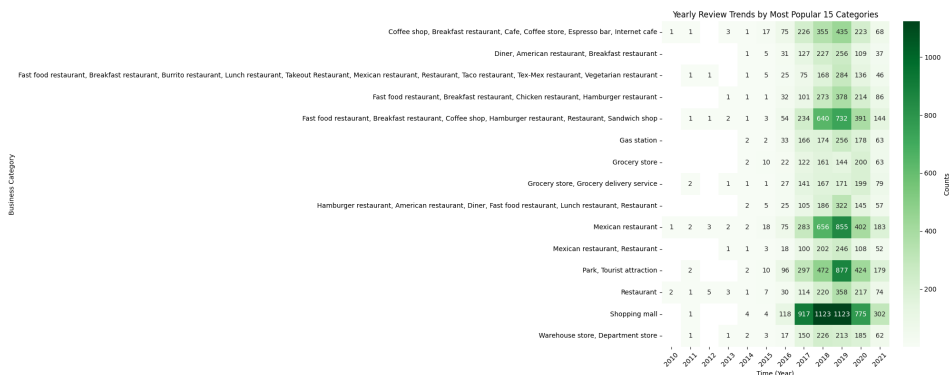 Yearly Review Trends by Most Popular 15 Categories
Coffee shop, Breakfast restaurant, Cafe, Coffee store, Espresso bar, Internet cafe 1 1 3 1 17 75 226 355 435 223 68
Diner, American restaurant, Breakfast restaurant 1 5 31 127 227 256 109 37
Fast food restaurant, Breakfast restaurant, Burrito restaurant, Lunch restaurant, Takeout Restaurant, Mexican restaurant, Restaurant, Taco restaurant, Tex-Mex restaurant, Vegetarian restaurant 1 1 1 5 25 75 168 284 136 46
Fast food restaurant, Breakfast restaurant, Chicken restaurant, Hamburger restaurant 1 1 1 32 101 273 378 214 86
Fast food restaurant, Breakfast restaurant, Coffee shop, Hamburger restaurant, Restaurant, Sandwich shop 1 1 2 1 3 54 234 640 732 391 144
Gas station 2 2 33 166 174 256 178 63
Grocery store 2 10 22 122 161 144 200 63
Grocery store, Grocery delivery service 2 1 1 1 27 141 167 171 199 79
Hamburger restaurant, American restaurant, Diner, Fast food restaurant, Lunch restaurant, Restaurant 2 5 25 105 186 322 145 57
Mexican restaurant 1 2 3 2 2 18 75 283 656 855 402 183
Mexican restaurant, Restaurant 1 1 3 18 100 202 246 108 52
Park, Tourist attraction 2 2 10 96 297 472 877 424 179
Restaurant 2 1 5 3 1 7 30 114 220 358 217 74
Shopping mall 1 4 4 118 917 1123 1123 775 302
Warehouse store, Department store 1 1 2 3 17 150 226 213 185 62
2010 2011 2012 2013 2014 2015 2016 2017 2018 2019 2020 2021
Time (Year)
Business Category
1000
800
600
400
200
Counts